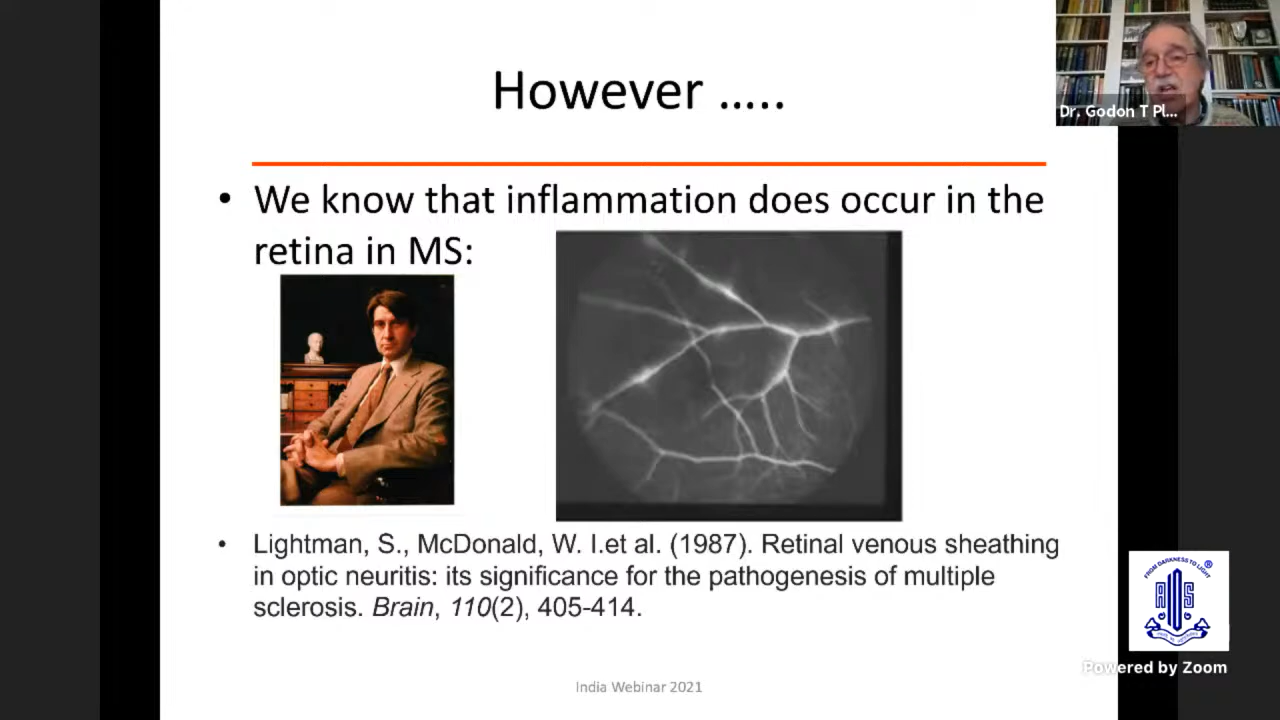 However .....
Dr. Godon T Pl...
• We know that inflammation does occur in the
retina in MS:
• Lightman, S., McDonald, W. I.et al. (1987). Retinal venous sheathing
in optic neuritis: its significance for the pathogenesis of multiple
sclerosis. Brain, 110(2), 405-414.
FROM DARKNESS TO LIGHT
®
Powered by Zoom
India Webinar 2021